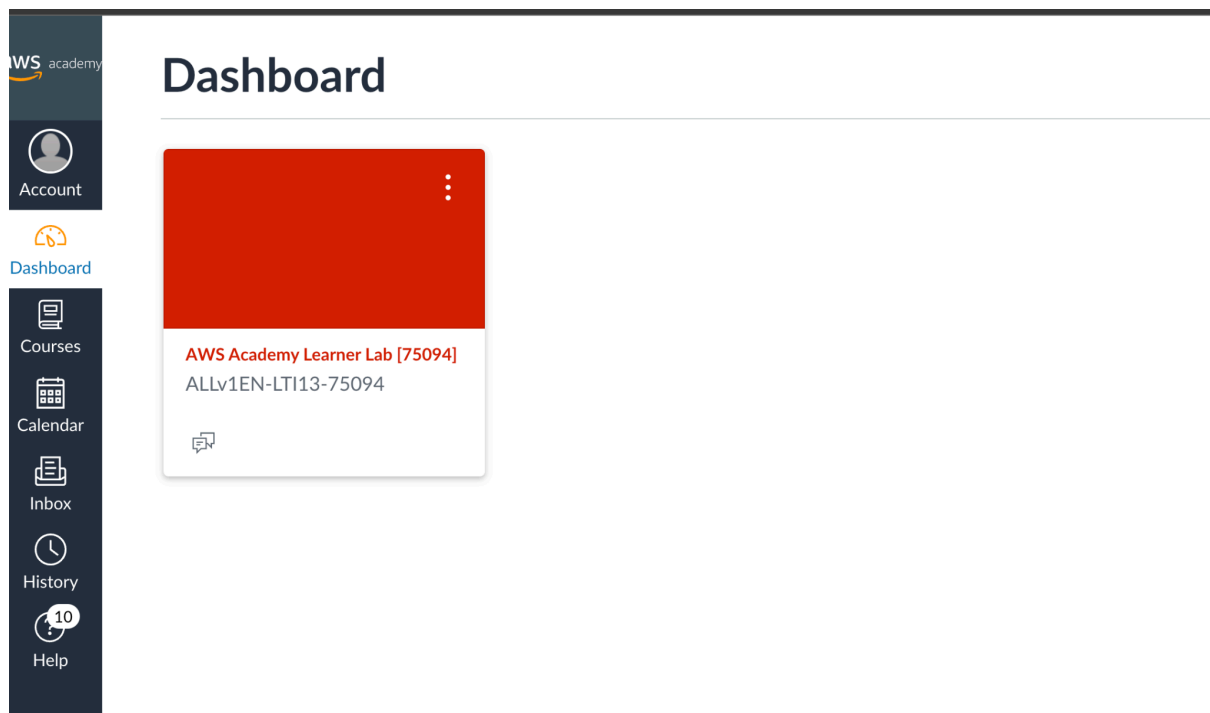 aws academy
Dashboard
Account
Dashboard
Courses
Calendar
Inbox
History
10
Help
AWS Academy Learner Lab [75094]
ALLv1EN-LTI13-75094